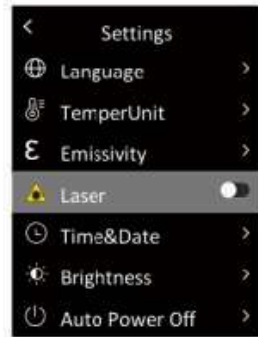 Settings
Language
TemperUnit
Emissivity
Laser
Time&Date
Brightness
Auto Power Off